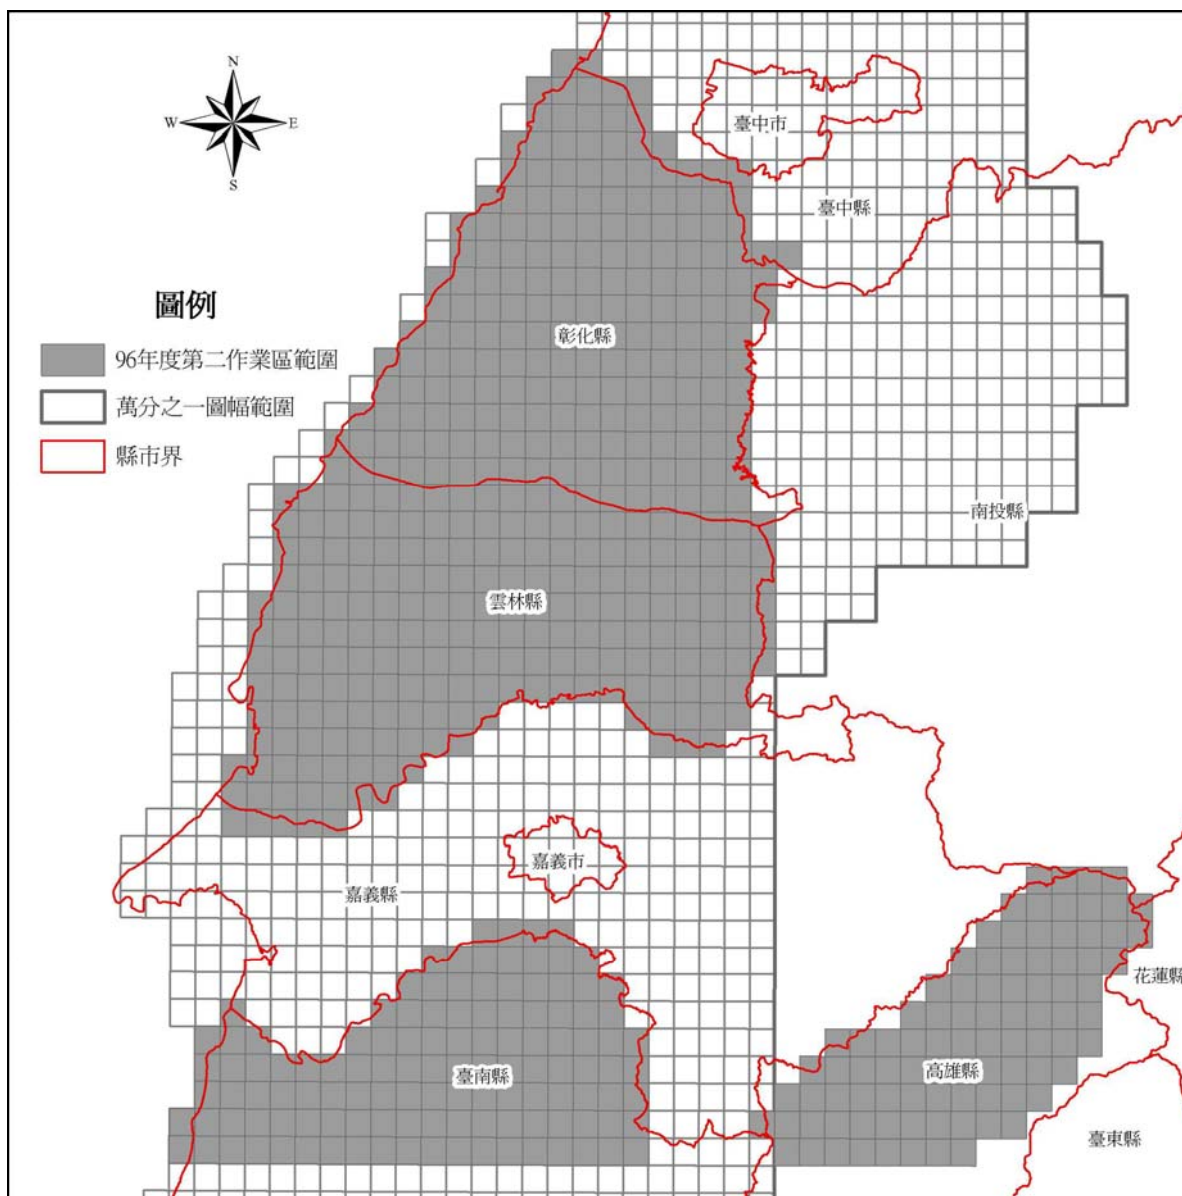 N
W
E
S
臺中市
臺中縣
圖例
彰化縣
96年度第二作業區範圍
萬分之一圖幅範圍
縣市界
南投縣
雲林縣
嘉義市
嘉義縣
花蓮縣
高雄縣
臺南縣
臺東縣